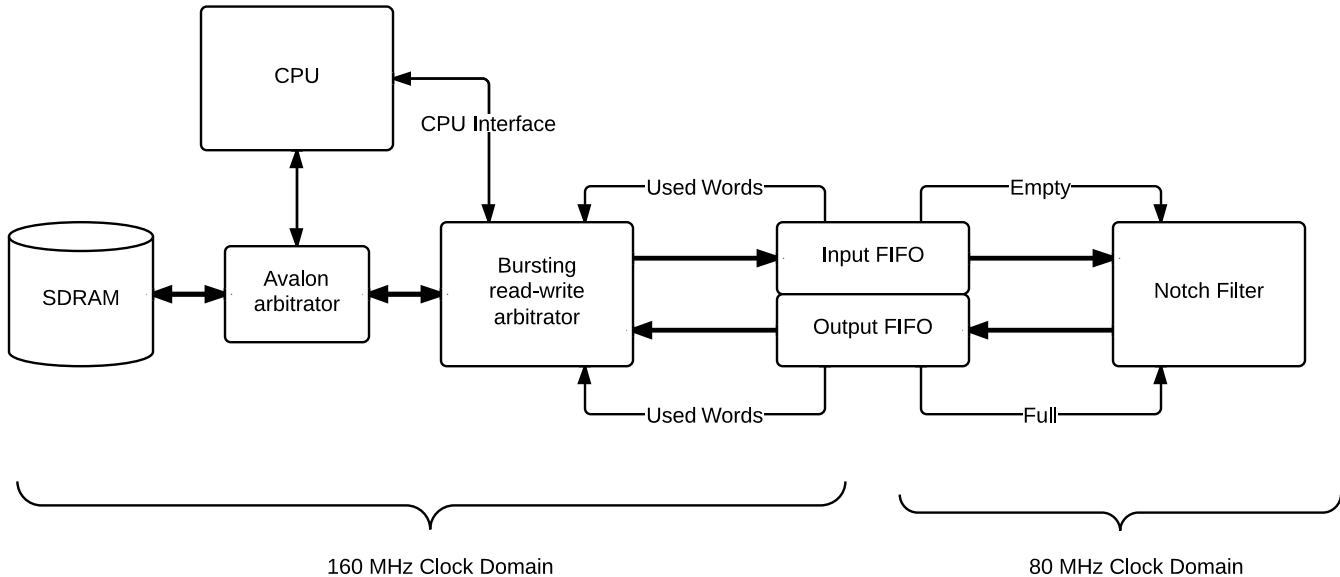 CPU
CPU Interface
Used Words
Empty
SDRAM
Avalon
arbitrator
Bursting
read-write
arbitrator
Input FIFO
Output FIFO
Notch Filter
Used Words
Full
160 MHz Clock Domain
80 MHz Clock Domain